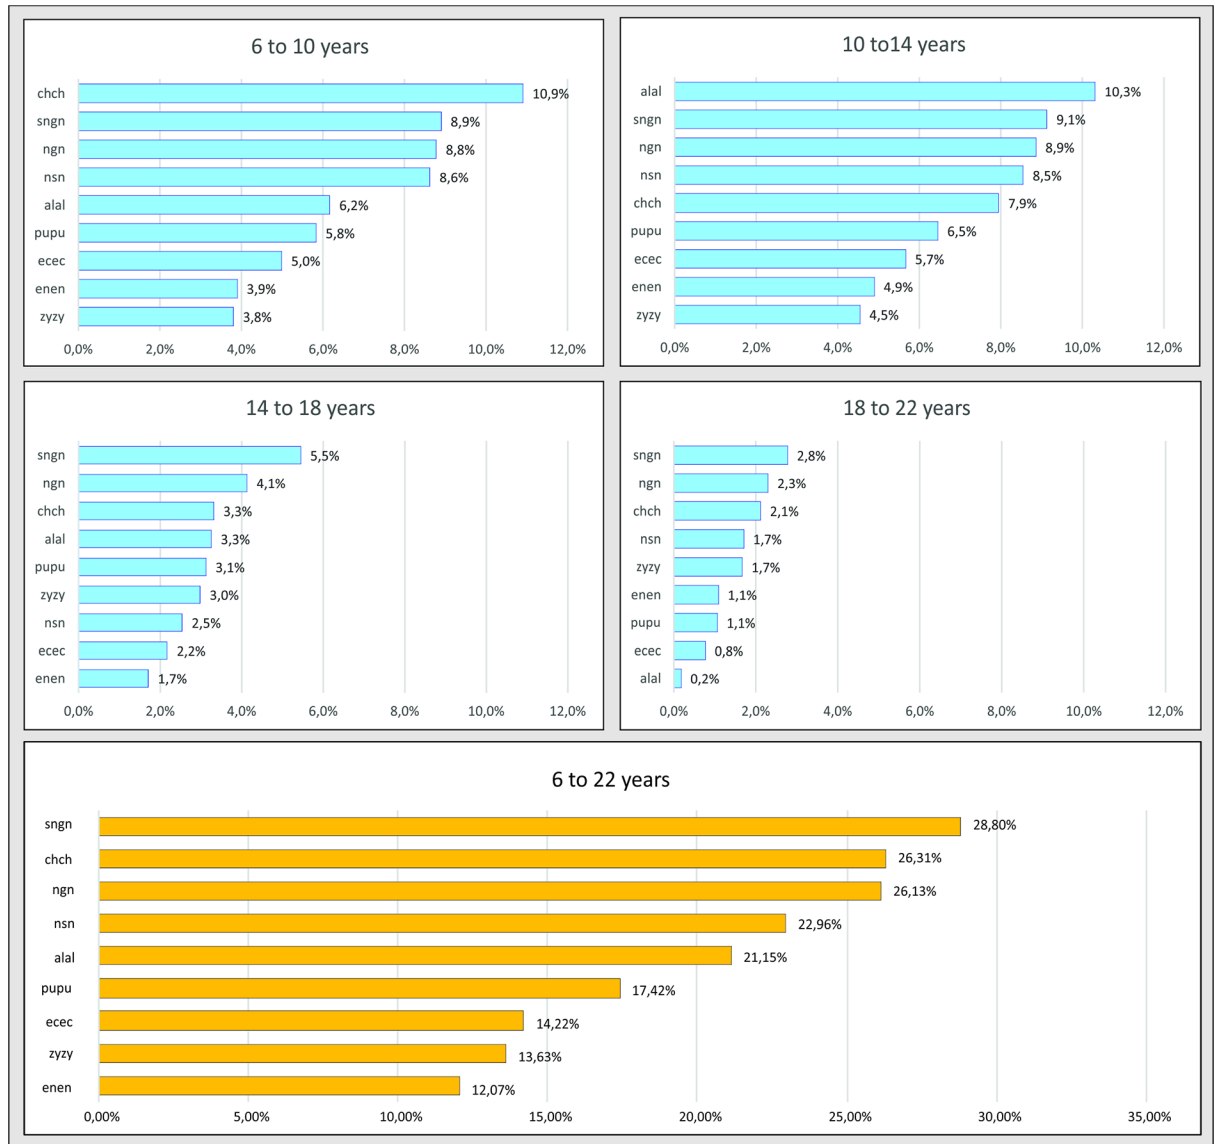 6 to 10 years
chch 10,9%
sngn 8,9%
ngn 8,8%
nsn 8,6%
alal 6,2%
pupu 5,8%
ecec 5,0%
enen 3,9%
zyzy 3,8%
0,0% 2,0% 4,0% 6,0% 8,0% 10,0% 12,0%
10 to14 years
alal 10,3%
sngn 9,1%
ngn 8,9%
nsn 8,5%
chch 7,9%
pupu 6,5%
ecec 5,7%
enen 4,9%
zyzy 4,5%
0,0% 2,0% 4,0% 6,0% 8,0% 10,0% 12,0%
14 to 18 years
sngn 5,5%
ngn 4,1%
chch 3,3%
alal 3,3%
pupu 3,1%
zyzy 3,0%
nsn 2,5%
ecec 2,2%
enen 1,7%
0,0% 2,0% 4,0% 6,0% 8,0% 10,0% 12,0%
18 to 22 years
sngn 2,8%
ngn 2,3%
chch 2,1%
nsn 1,7%
zyzy 1,7%
enen 1,1%
pupu 1,1%
ecec 0,8%
alal 0,2%
0,0% 2,0% 4,0% 6,0% 8,0% 10,0% 12,0%
6 to 22 years
sngn 28,80%
chch 26,31%
ngn 26,13%
nsn 22,96%
alal 21,15%
pupu 17,42%
ecec 14,22%
zyzy 13,63%
enen 12,07%
0,00% 5,00% 10,00% 15,00% 20,00% 25,00% 30,00% 35,00%